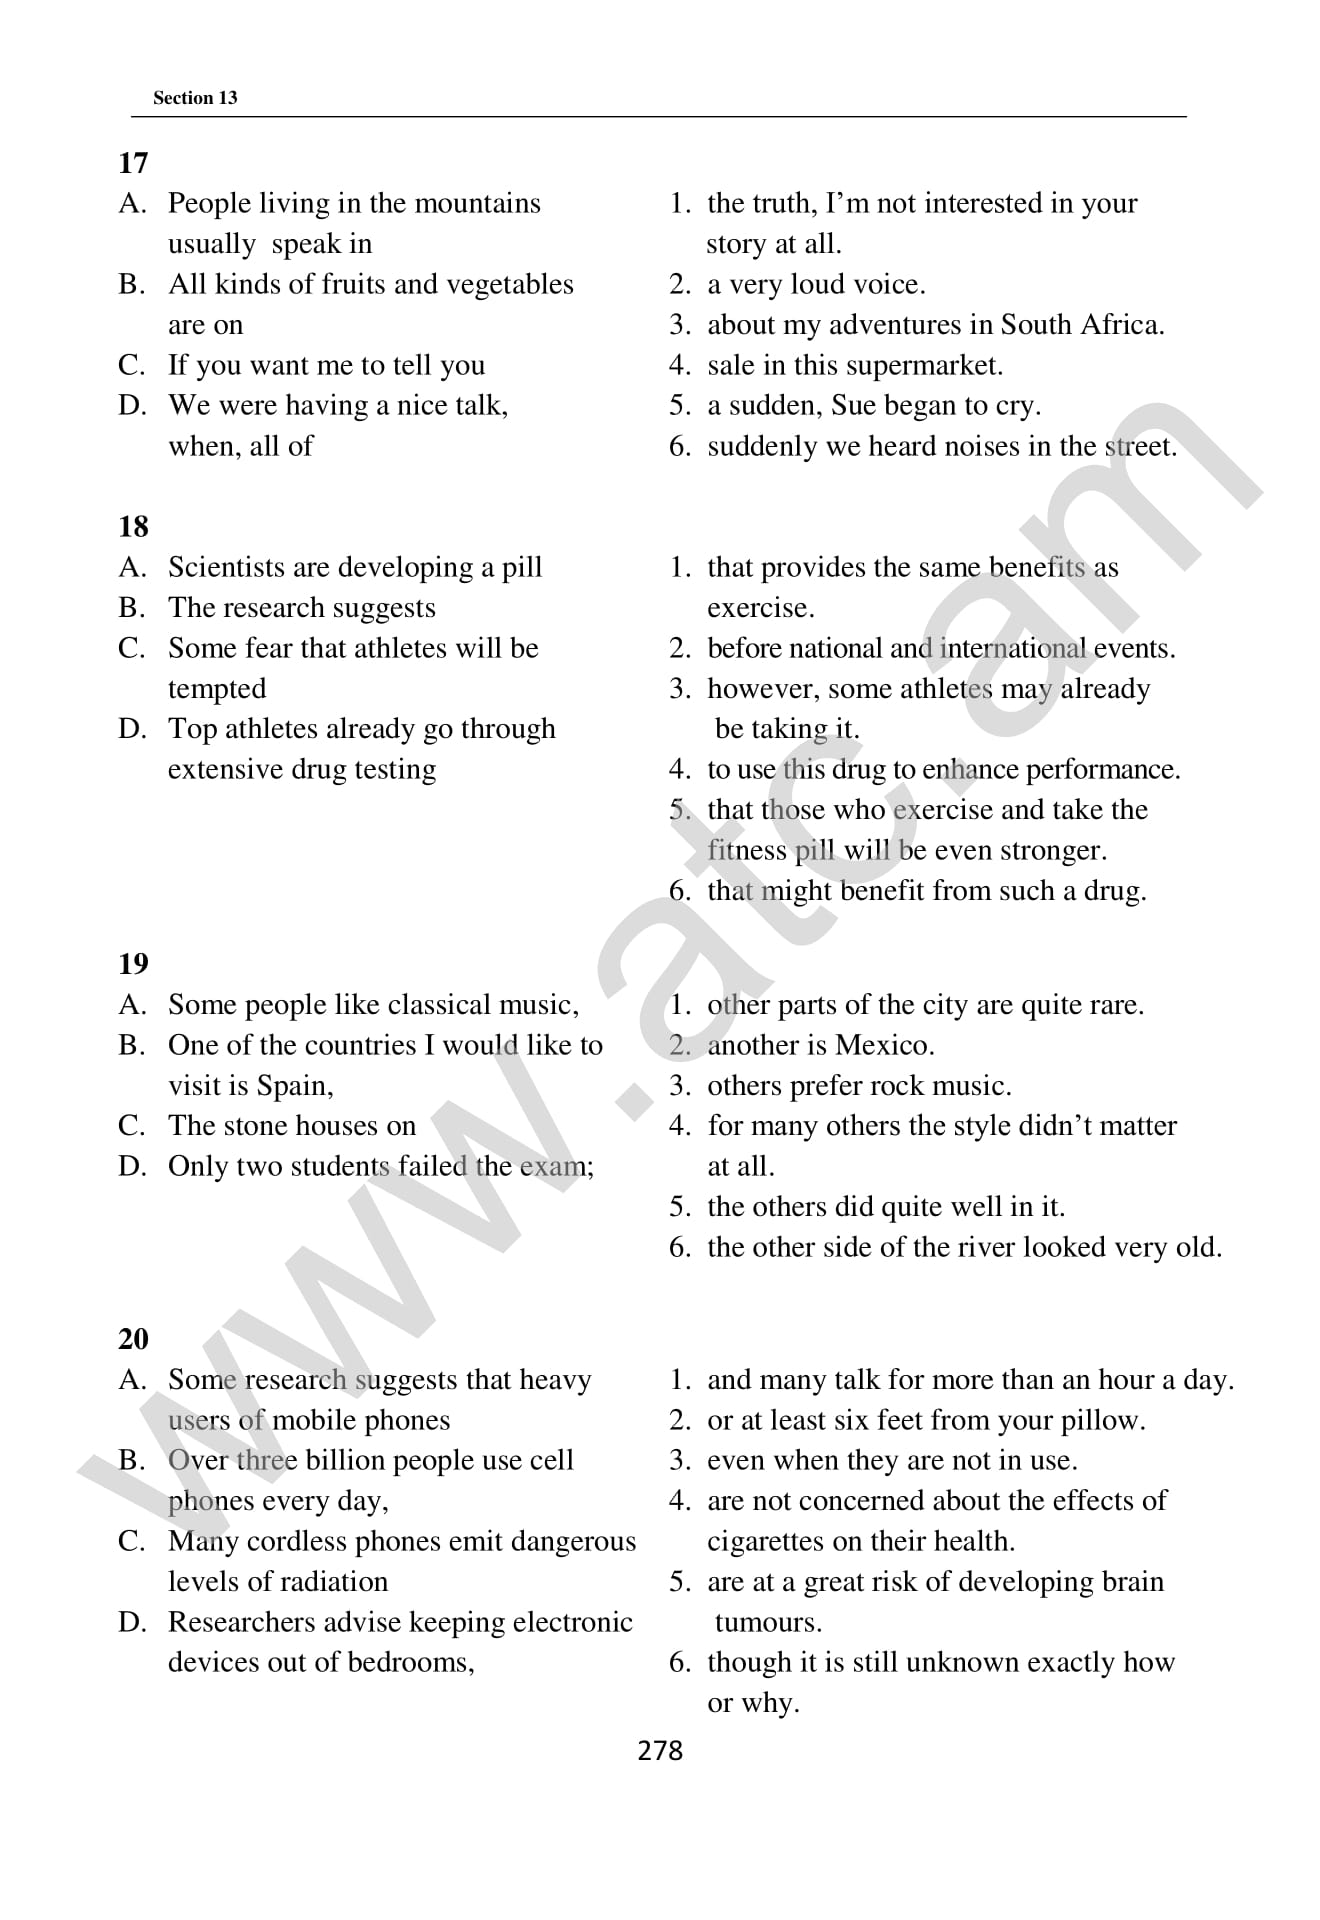 Section 13
17
A. People living in the mountains
usually speak in
B. All kinds of fruits and vegetables
are on
C. If you want me to tell you
D. We were having a nice talk,
when, all of
1. the truth, I’m not interested in your
story at all.
2. a very loud voice.
3. about my adventures in South Africa.
4. sale in this supermarket.
5. a sudden, Sue began to cry.
6. suddenly we heard noises in the street.
18
A. Scientists are developing a pill
B. The research suggests
C. Some fear that athletes will be
tempted
D. Top athletes already go through
extensive drug testing
1. that provides the same benefits as
exercise.
2. before national and international events.
3. however, some athletes may already
be taking it.
4. to use this drug to enhance performance.
5. that those who exercise and take the
fitness pill will be even stronger.
6. that might benefit from such a drug.
19
A. Some people like classical music,
B. One of the countries I would like to
visit is Spain,
C. The stone houses on
D. Only two students failed the exam;
1. other parts of the city are quite rare.
2. another is Mexico.
3. others prefer rock music.
4. for many others the style didn’t matter
at all.
5. the others did quite well in it.
6. the other side of the river looked very old.
20
A. Some research suggests that heavy
users of mobile phones
B. Over three billion people use cell
phones every day,
C. Many cordless phones emit dangerous
levels of radiation
D. Researchers advise keeping electronic
devices out of bedrooms,
1. and many talk for more than an hour a day.
2. or at least six feet from your pillow.
3. even when they are not in use.
4. are not concerned about the effects of
cigarettes on their health.
5. are at a great risk of developing brain
tumours.
6. though it is still unknown exactly how
or why.
278
www.atc.am